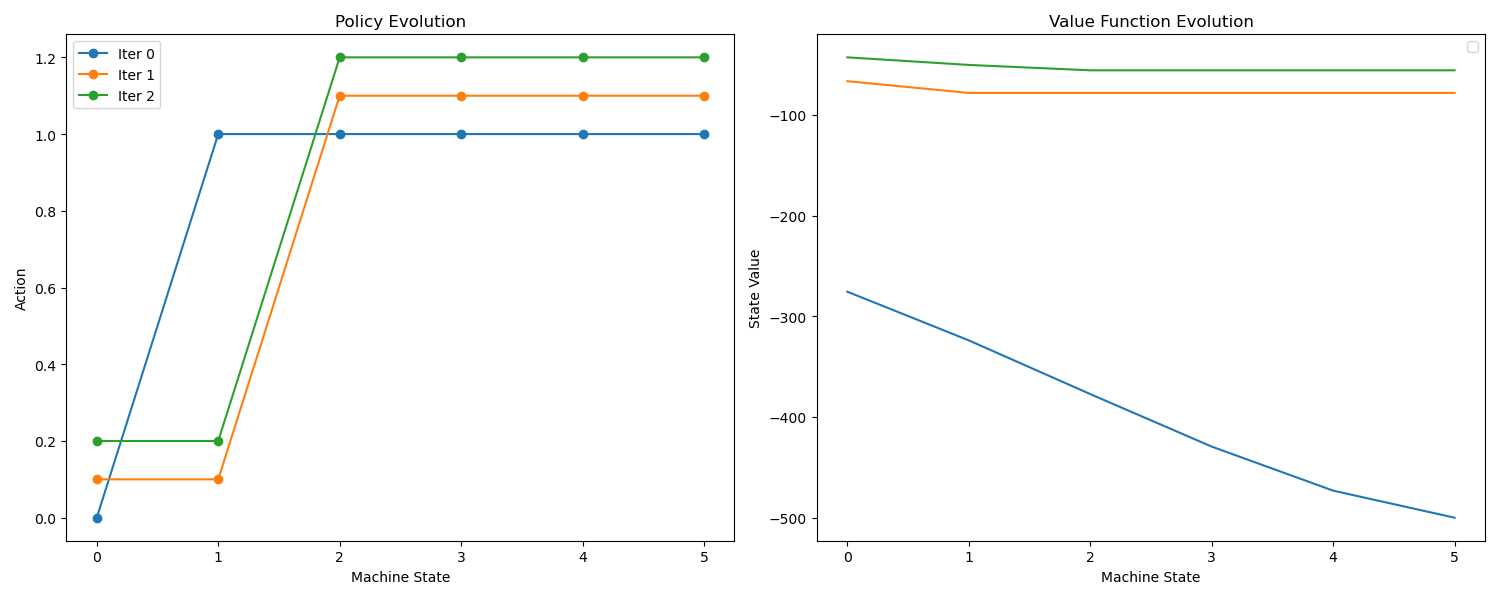 Policy Evolution
Iter 0
Iter 1
Iter 2
1.2
1.0
0.8
0.6
0.4
0.2
0.0
Action
0 1 2 3 4 5
Machine State
Value Function Evolution
−100
−200
−300
−400
−500
State Value
0 1 2 3 4 5
Machine State